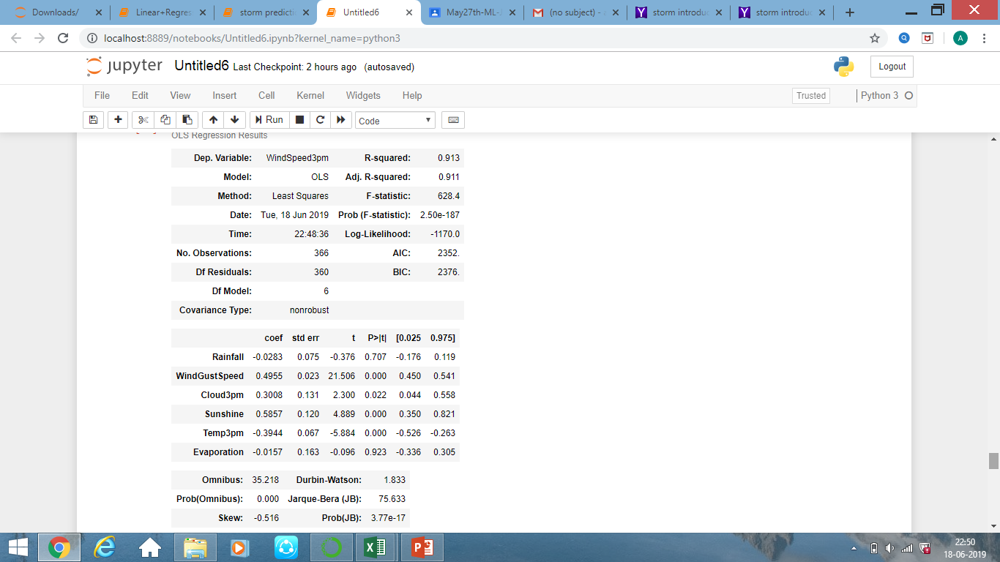 Downloads/
Linear+Regres
storm predicti
Untitled6
May27th-ML-
(no subject) -
storm introduc
storm introduc
localhost:8889/notebooks/Untitled6.ipynb?kernel_name=python3
A
jupyter Untitled6 Last Checkpoint: 2 hours ago (autosaved)
Logout
File Edit View Insert Cell Kernel Widgets Help
Trusted
Python 3
Run
Code
OLS Regression Results
Dep. Variable: WindSpeed3pm R-squared: 0.913
Model: OLS Adj. R-squared: 0.911
Method: Least Squares F-statistic: 628.4
Date: Tue, 18 Jun 2019 Prob (F-statistic): 2.50e-187
Time: 22:48:36 Log-Likelihood: -1170.0
No. Observations: 366 AIC: 2352.
Df Residuals: 360 BIC: 2376.
Df Model: 6
Covariance Type: nonrobust
coef std err t P>|t| [0.025 0.975]
Rainfall -0.0283 0.075 -0.376 0.707 -0.176 0.119
WindGustSpeed 0.4955 0.023 21.506 0.000 0.450 0.541
Cloud3pm 0.3008 0.131 2.300 0.022 0.044 0.558
Sunshine 0.5857 0.120 4.889 0.000 0.350 0.821
Temp3pm -0.3944 0.067 -5.884 0.000 -0.526 -0.263
Evaporation -0.0157 0.163 -0.096 0.923 -0.336 0.305
Omnibus: 35.218 Durbin-Watson: 1.833
Prob(Omnibus): 0.000 Jarque-Bera (JB): 75.633
Skew: -0.516 Prob(JB): 3.77e-17
22:50
18-06-2019